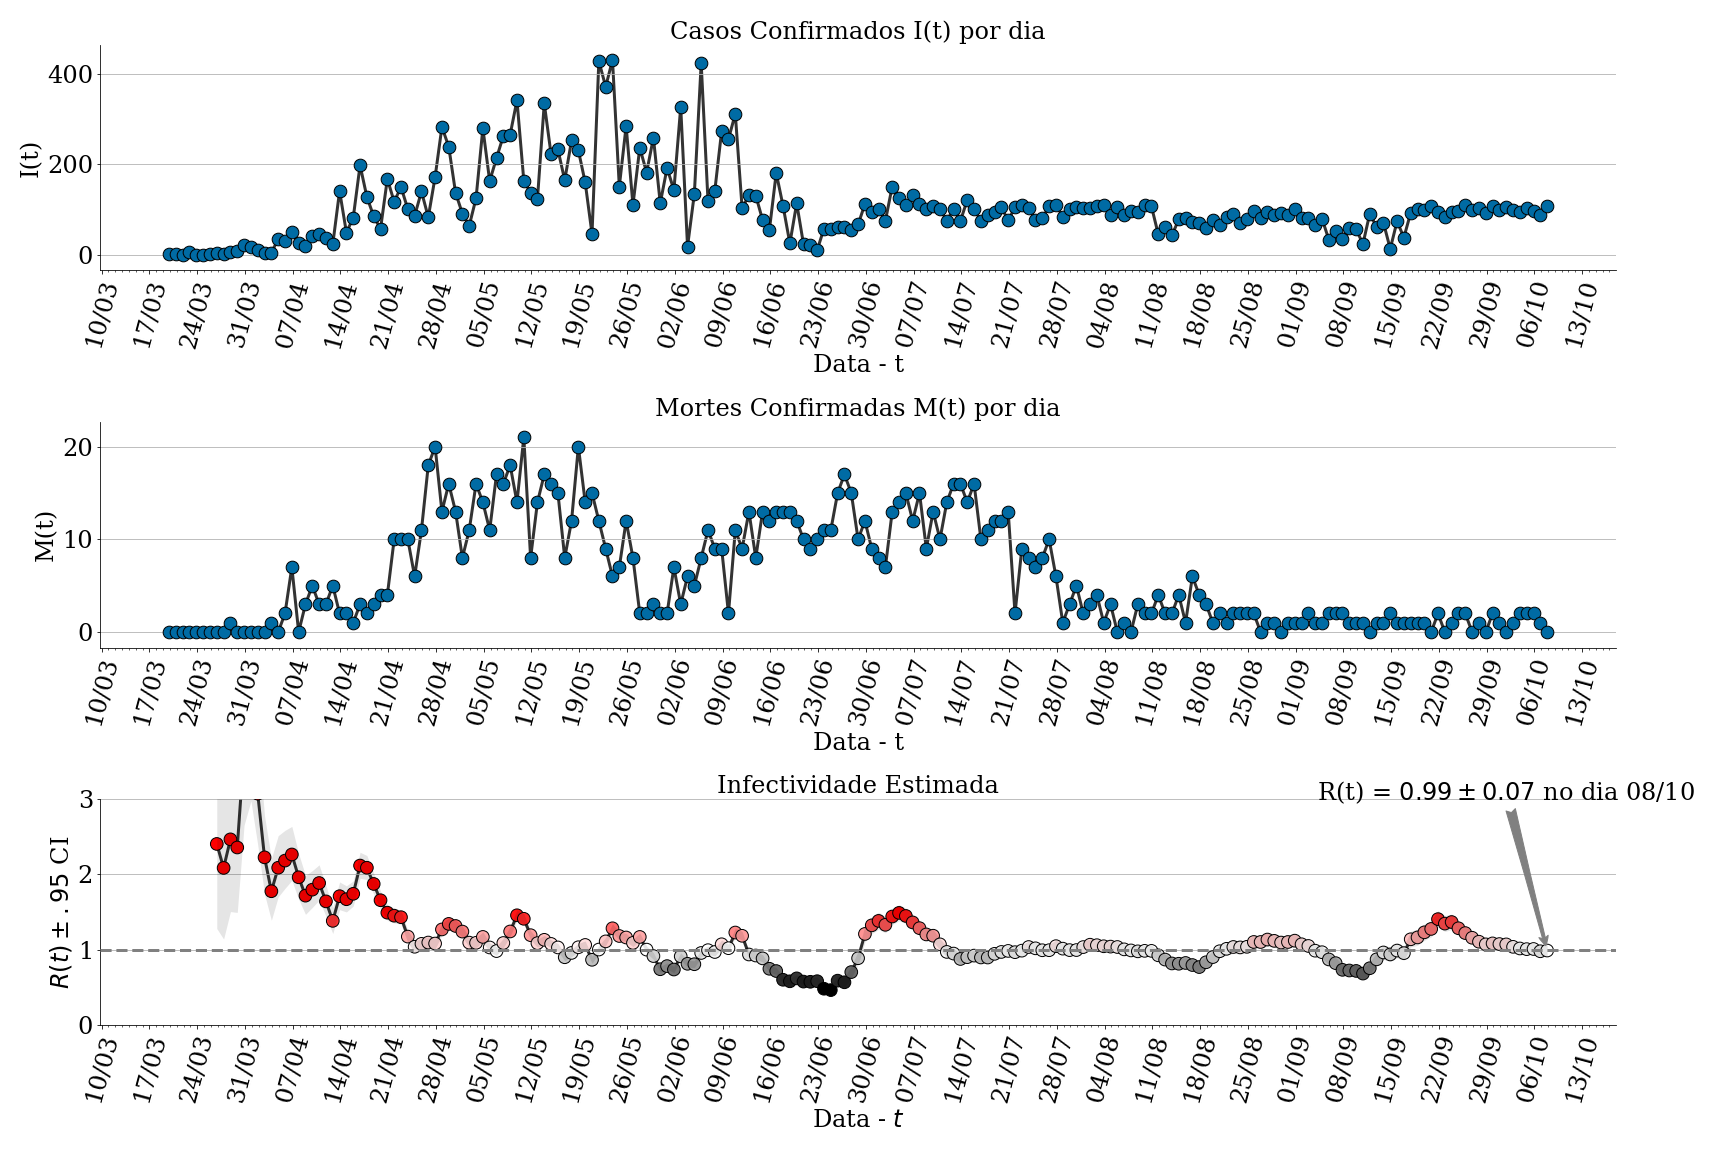 Casos Confirmados I(t) por dia
I(t)
400
200
0
10/03 17/03 24/03 31/03 07/04 14/04 21/04 28/04 05/05 12/05 19/05 26/05 02/06 09/06 16/06 23/06 30/06 07/07 14/07 21/07 28/07 04/08 11/08 18/08 25/08 01/09 08/09 15/09 22/09 29/09 06/10 13/10
Data - t
Mortes Confirmadas M(t) por dia
M(t)
20
10
0
10/03 17/03 24/03 31/03 07/04 14/04 21/04 28/04 05/05 12/05 19/05 26/05 02/06 09/06 16/06 23/06 30/06 07/07 14/07 21/07 28/07 04/08 11/08 18/08 25/08 01/09 08/09 15/09 22/09 29/09 06/10 13/10
Data - t
Infectividade Estimada
R(t) = 0.99 ± 0.07 no dia 08/10
R(t) ± .95 CI
3
2
1
0
10/03 17/03 24/03 31/03 07/04 14/04 21/04 28/04 05/05 12/05 19/05 26/05 02/06 09/06 16/06 23/06 30/06 07/07 14/07 21/07 28/07 04/08 11/08 18/08 25/08 01/09 08/09 15/09 22/09 29/09 06/10 13/10
Data - t